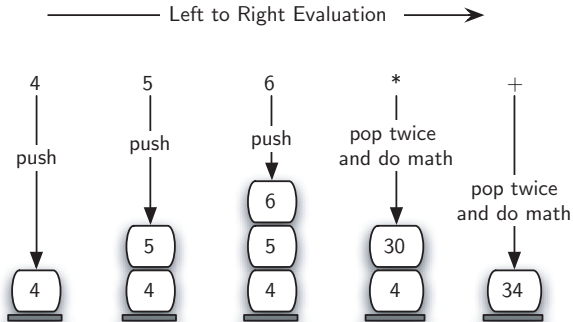 Left to Right Evaluation
4 5 6 * +
push
push
push
pop twice
and do math
pop twice
and do math
6
5 5 30
4 4 4 4 34